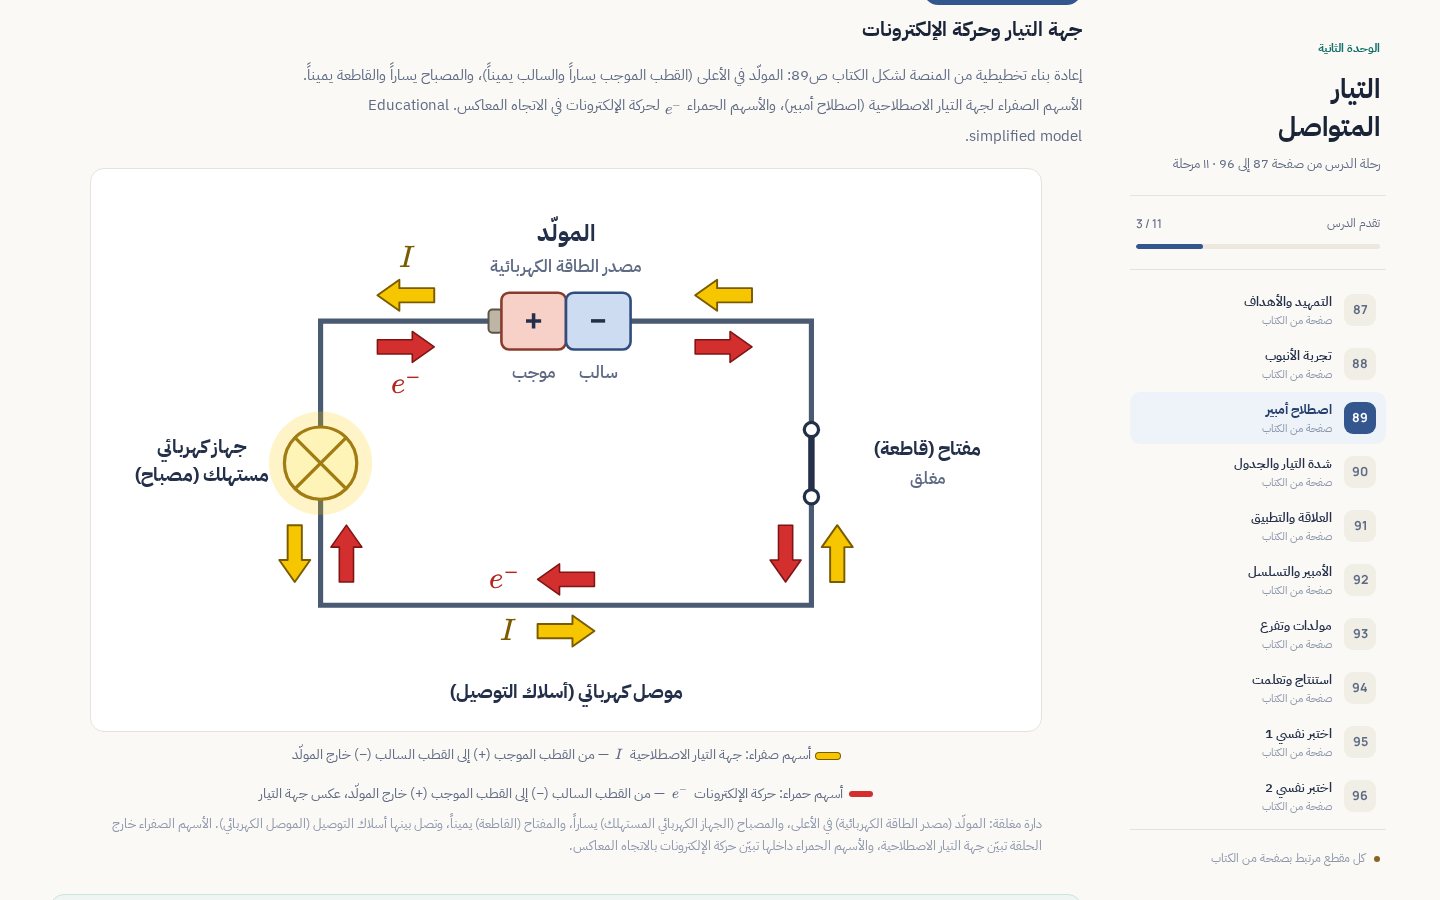 الوحدة الثانية
التيار
المتواصل
رحلة الدرس من صفحة 87 إلى 96 · ١١ مرحلة
تقدم الدرس
3 / 11
87
التمهيد والأهداف
صفحة من الكتاب
88
تجربة الأنبوب
صفحة من الكتاب
89
اصطلاح أمبير
صفحة من الكتاب
90
شدة التيار والجدول
صفحة من الكتاب
91
العلاقة والتطبيق
صفحة من الكتاب
92
الأمبير والتسلسل
صفحة من الكتاب
93
مولدات وتفرع
صفحة من الكتاب
94
استنتاج وتعلمت
صفحة من الكتاب
95
اختبر نفسي 1
صفحة من الكتاب
96
اختبر نفسي 2
صفحة من الكتاب
كل مقطع مرتبط بصفحة من الكتاب
جهة التيار وحركة الإلكترونات
إعادة بناء تخطيطية من المنصة لشكل الكتاب ص89: المولّد في الأعلى (القطب الموجب يساراً والسالب يميناً)، والمصباح يساراً والقاطعة يميناً.
الأسهم الصفراء لجهة التيار الاصطلاحية (اصطلاح أمبير)، والأسهم الحمراء e⁻ لحركة الإلكترونات في الاتجاه المعاكس. Educational
simplified model.
المولّد
مصدر الطاقة الكهربائية
I
+
−
موجب
سالب
e⁻
جهاز كهربائي
مستهلك (مصباح)
مفتاح (قاطعة)
مغلق
e⁻
I
موصل كهربائي (أسلاك التوصيل)
أسهم صفراء: جهة التيار الاصطلاحية I — من القطب الموجب (+) إلى القطب السالب (−) خارج المولّد
أسهم حمراء: حركة الإلكترونات e⁻ — من القطب السالب (−) إلى القطب الموجب (+) خارج المولّد، عكس جهة التيار
دارة مغلقة: المولّد (مصدر الطاقة الكهربائية) في الأعلى، والمصباح (الجهاز الكهربائي المستهلك) يساراً، والمفتاح (القاطعة) يميناً، وتصل بينها أسلاك التوصيل (الموصل الكهربائي). الأسهم الصفراء خارج
الحلقة تبيّن جهة التيار الاصطلاحية، والأسهم الحمراء داخلها تبيّن حركة الإلكترونات بالاتجاه المعاكس.